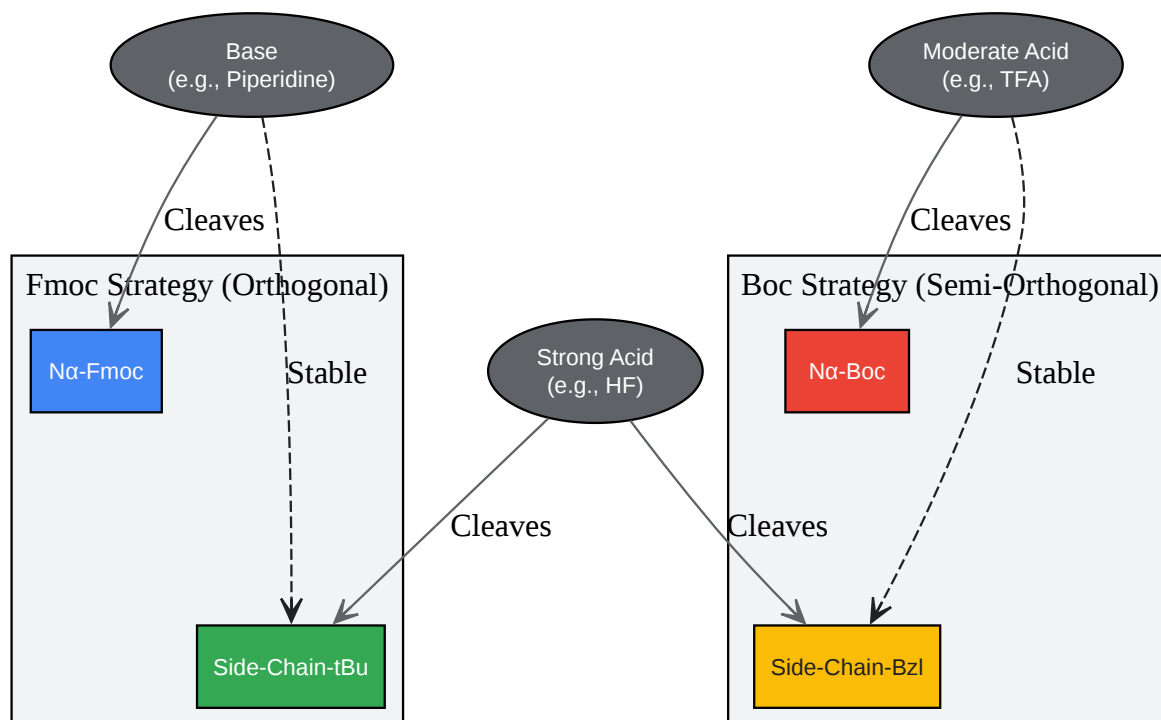 Base
(e.g., Piperidine)
Moderate Acid
(e.g., TFA)
Cleaves
Cleaves
Fmoc Strategy (Orthogonal)
Boc Strategy (Semi-Orthogonal)
Nα-Fmoc
Stable
Strong Acid
(e.g., HF)
Nα-Boc
Stable
Cleaves
Cleaves
Side-Chain-tBu
Side-Chain-Bzl